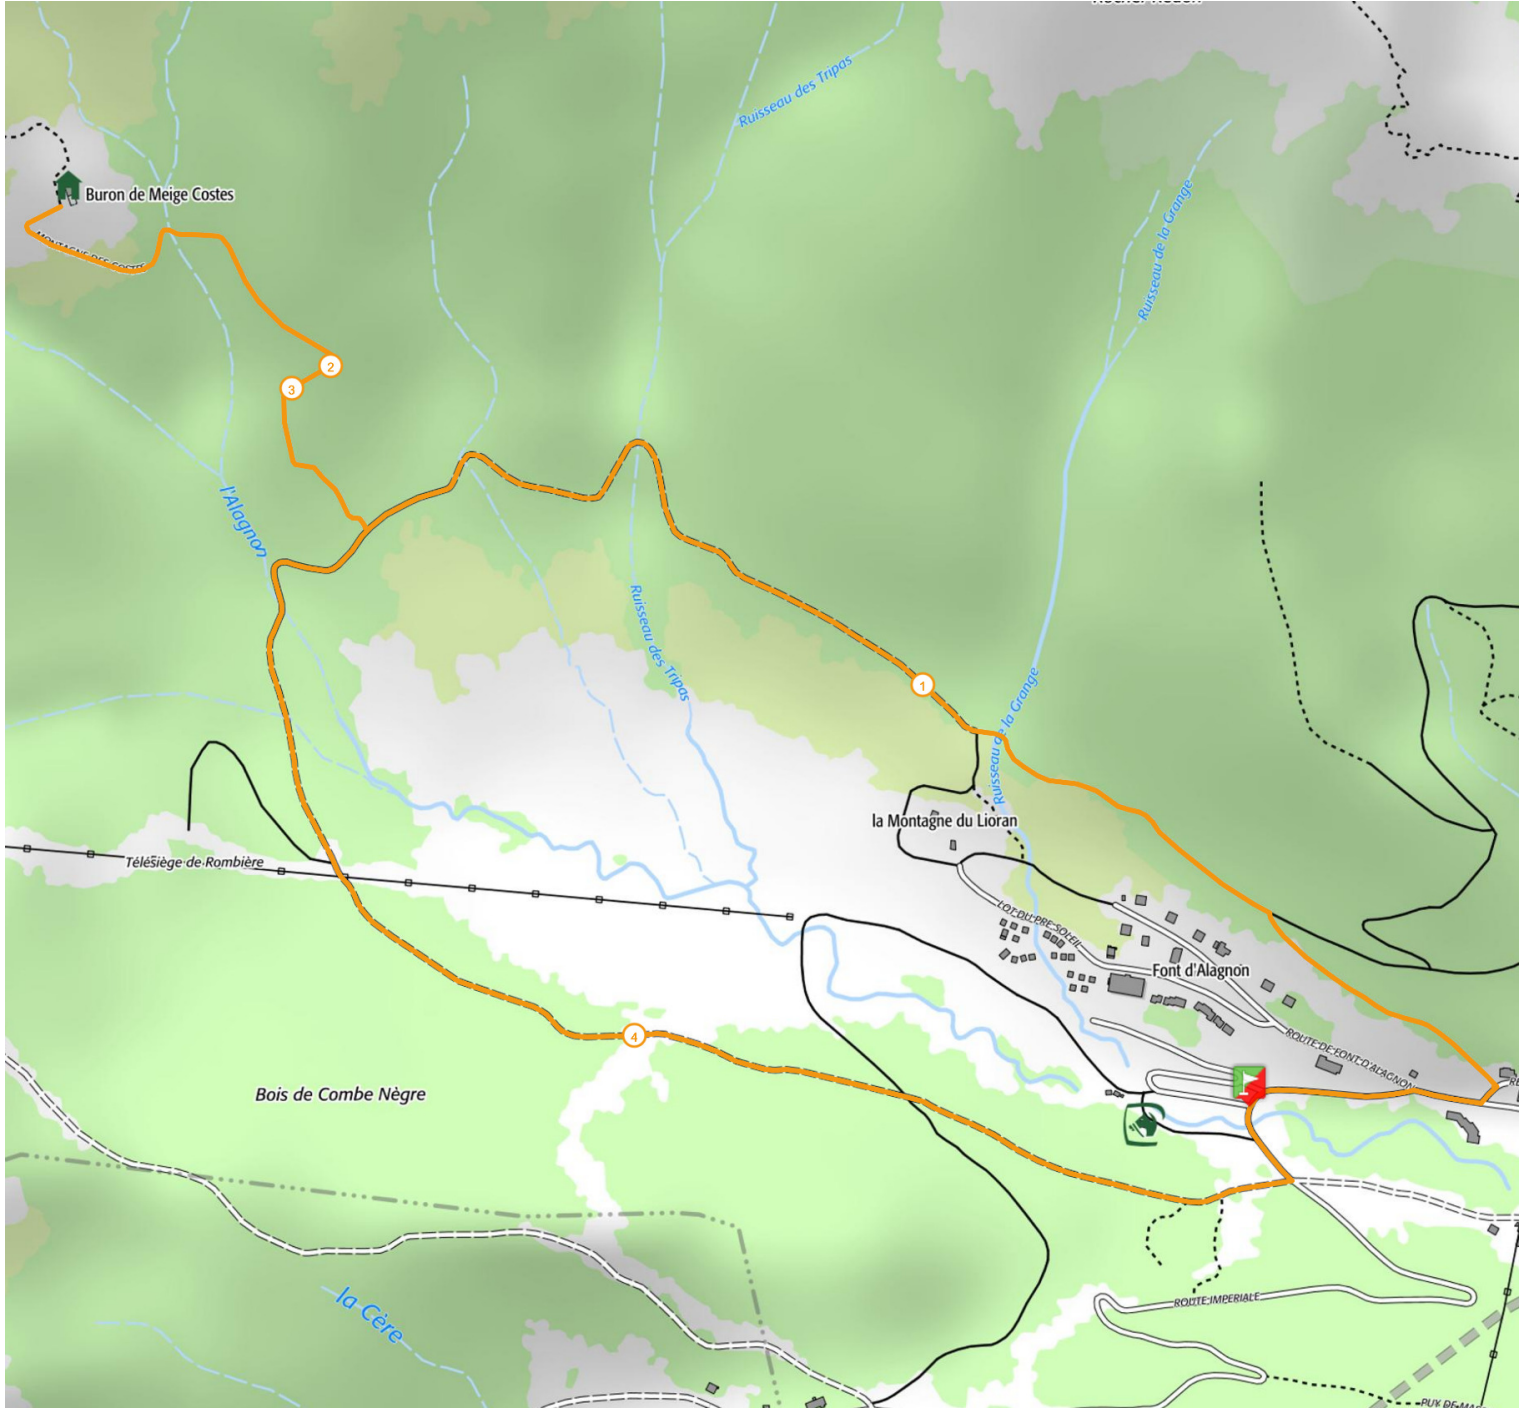 Ruisseau des Tripas
Buron de Meige Costes
Ruisseau de la Grange
2
3
l'Alagnon
Ruisseau des Tripas
1
Ruisseau de la Grange
la Montagne du Lioran
Télésiège de Rombière
LOT DU PRE SOLEIL
Font d'Alagnon
4
ROUTE DE FONT D'ALAGNON
Bois de Combe Nègre
ROUTE IMPERIALE
la Cère